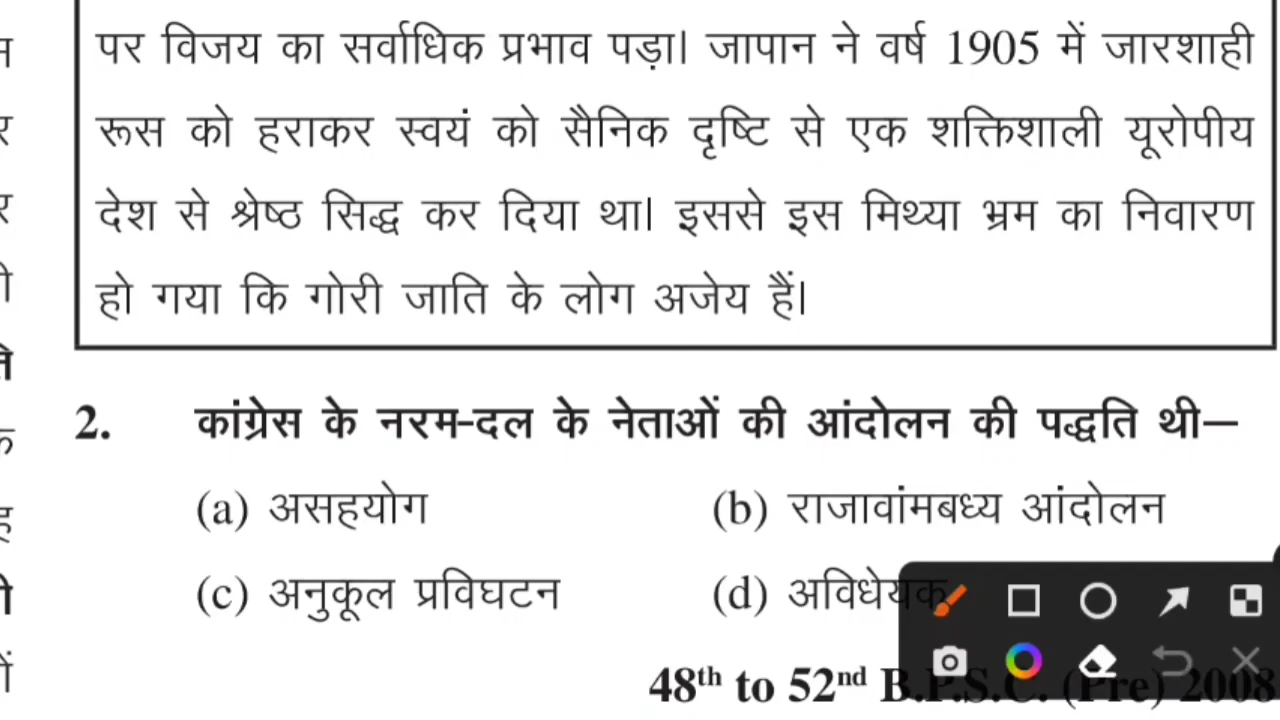 पर विजय का सर्वाधिक प्रभाव पड़ा। जापान ने वर्ष 1905 में जारशाही
रूस को हराकर स्वयं को सैनिक दृष्टि से एक शक्तिशाली यूरोपीय
देश से श्रेष्ठ सिद्ध कर दिया था। इससे इस मिथ्या भ्रम का निवारण
हो गया कि गोरी जाति के लोग अजेय हैं।
2. कांग्रेस के नरम-दल के नेताओं की आंदोलन की पद्धति थी—
(a) असहयोग (b) राजावांमबध्य आंदोलन
(c) अनुकूल प्रविघटन (d) अविधेयक
48th to 52nd B.P.S.C. (Pre) 2008